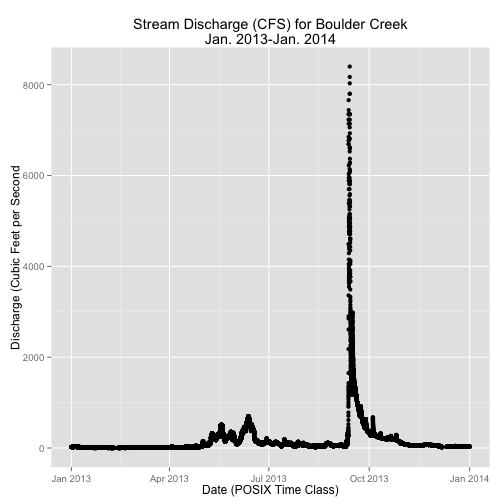 Stream Discharge (CFS) for Boulder Creek
Jan. 2013-Jan. 2014
Discharge (Cubic Feet per Second
8000
6000
4000
2000
0
Jan 2013
Apr 2013
Jul 2013
Oct 2013
Jan 2014
Date (POSIX Time Class)